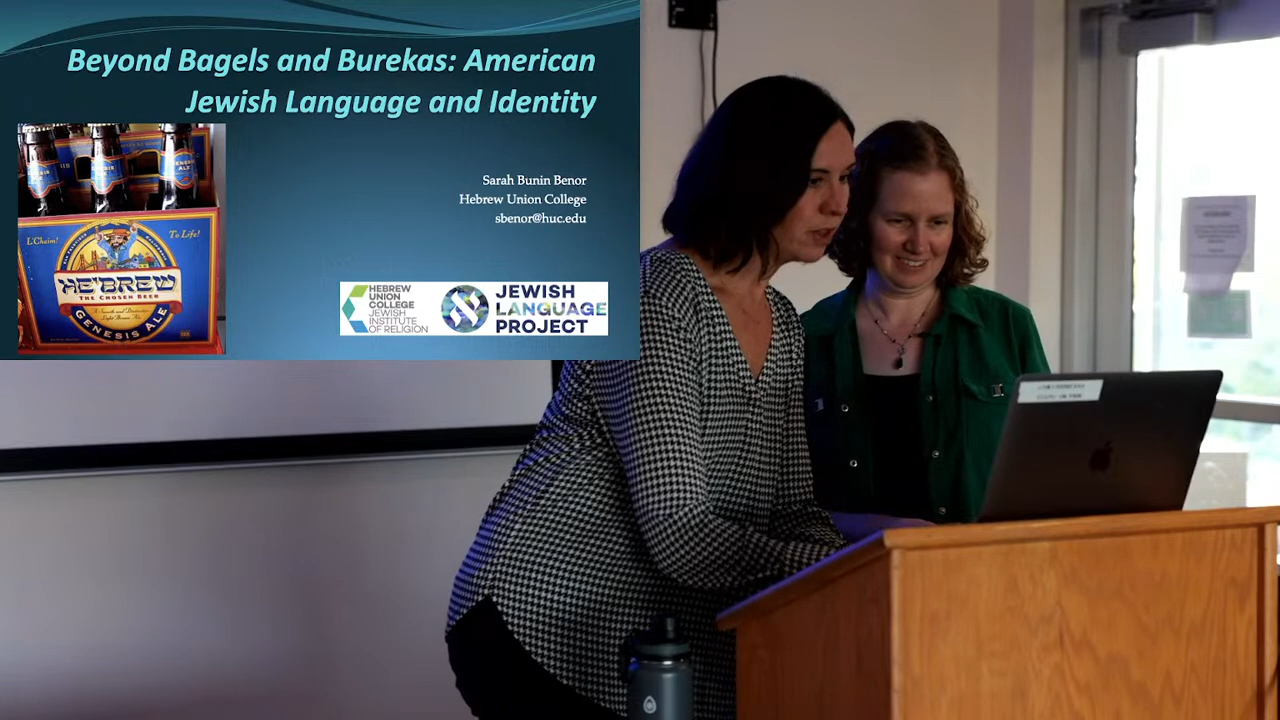 Beyond Bagels and Burekas: American
Jewish Language and Identity
Sarah Bunin Benor
Hebrew Union College
sbenor@huc.edu
GENESIS ALE
L'Chaim!
To Life!
HE'BREW
THE CHOSEN BEER
GENESIS ALE
HEBREW
UNION
COLLEGE
JEWISH
INSTITUTE
OF RELIGION
JEWISH
LANGUAGE
PROJECT